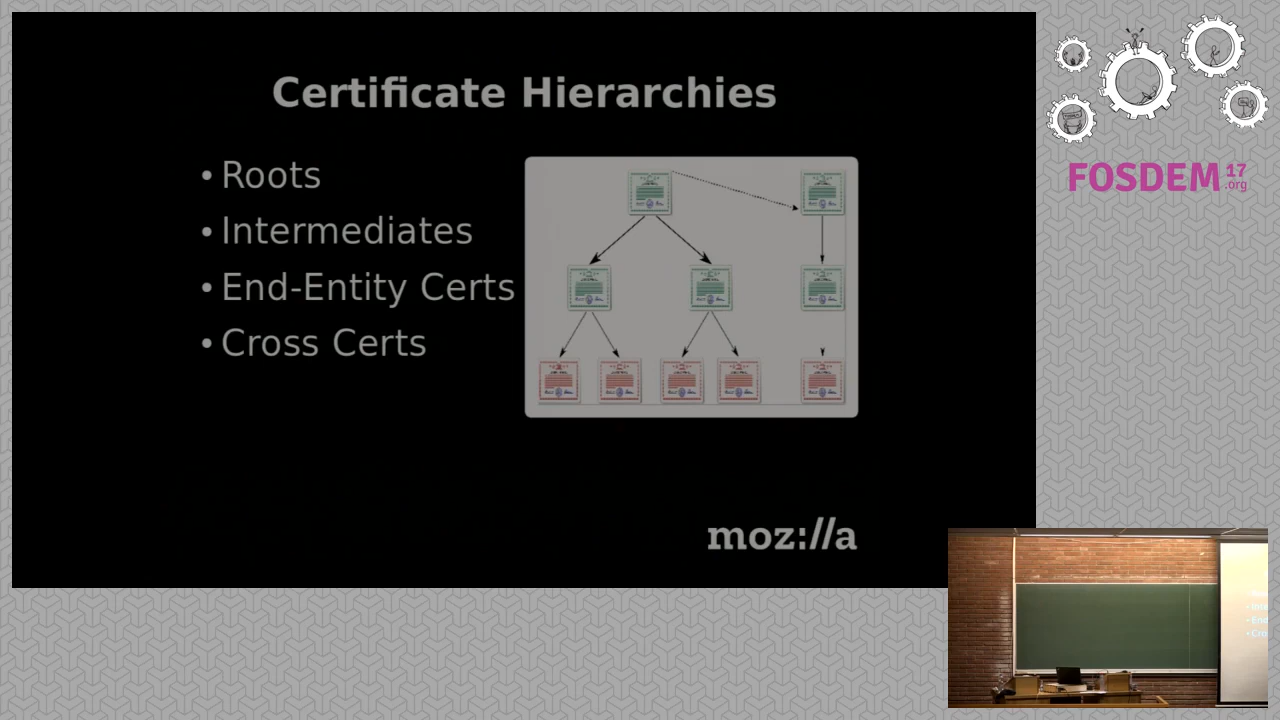 Certificate Hierarchies
• Roots
• Intermediates
• End-Entity Certs
• Cross Certs
moz://a
FOSDEM 17
.org